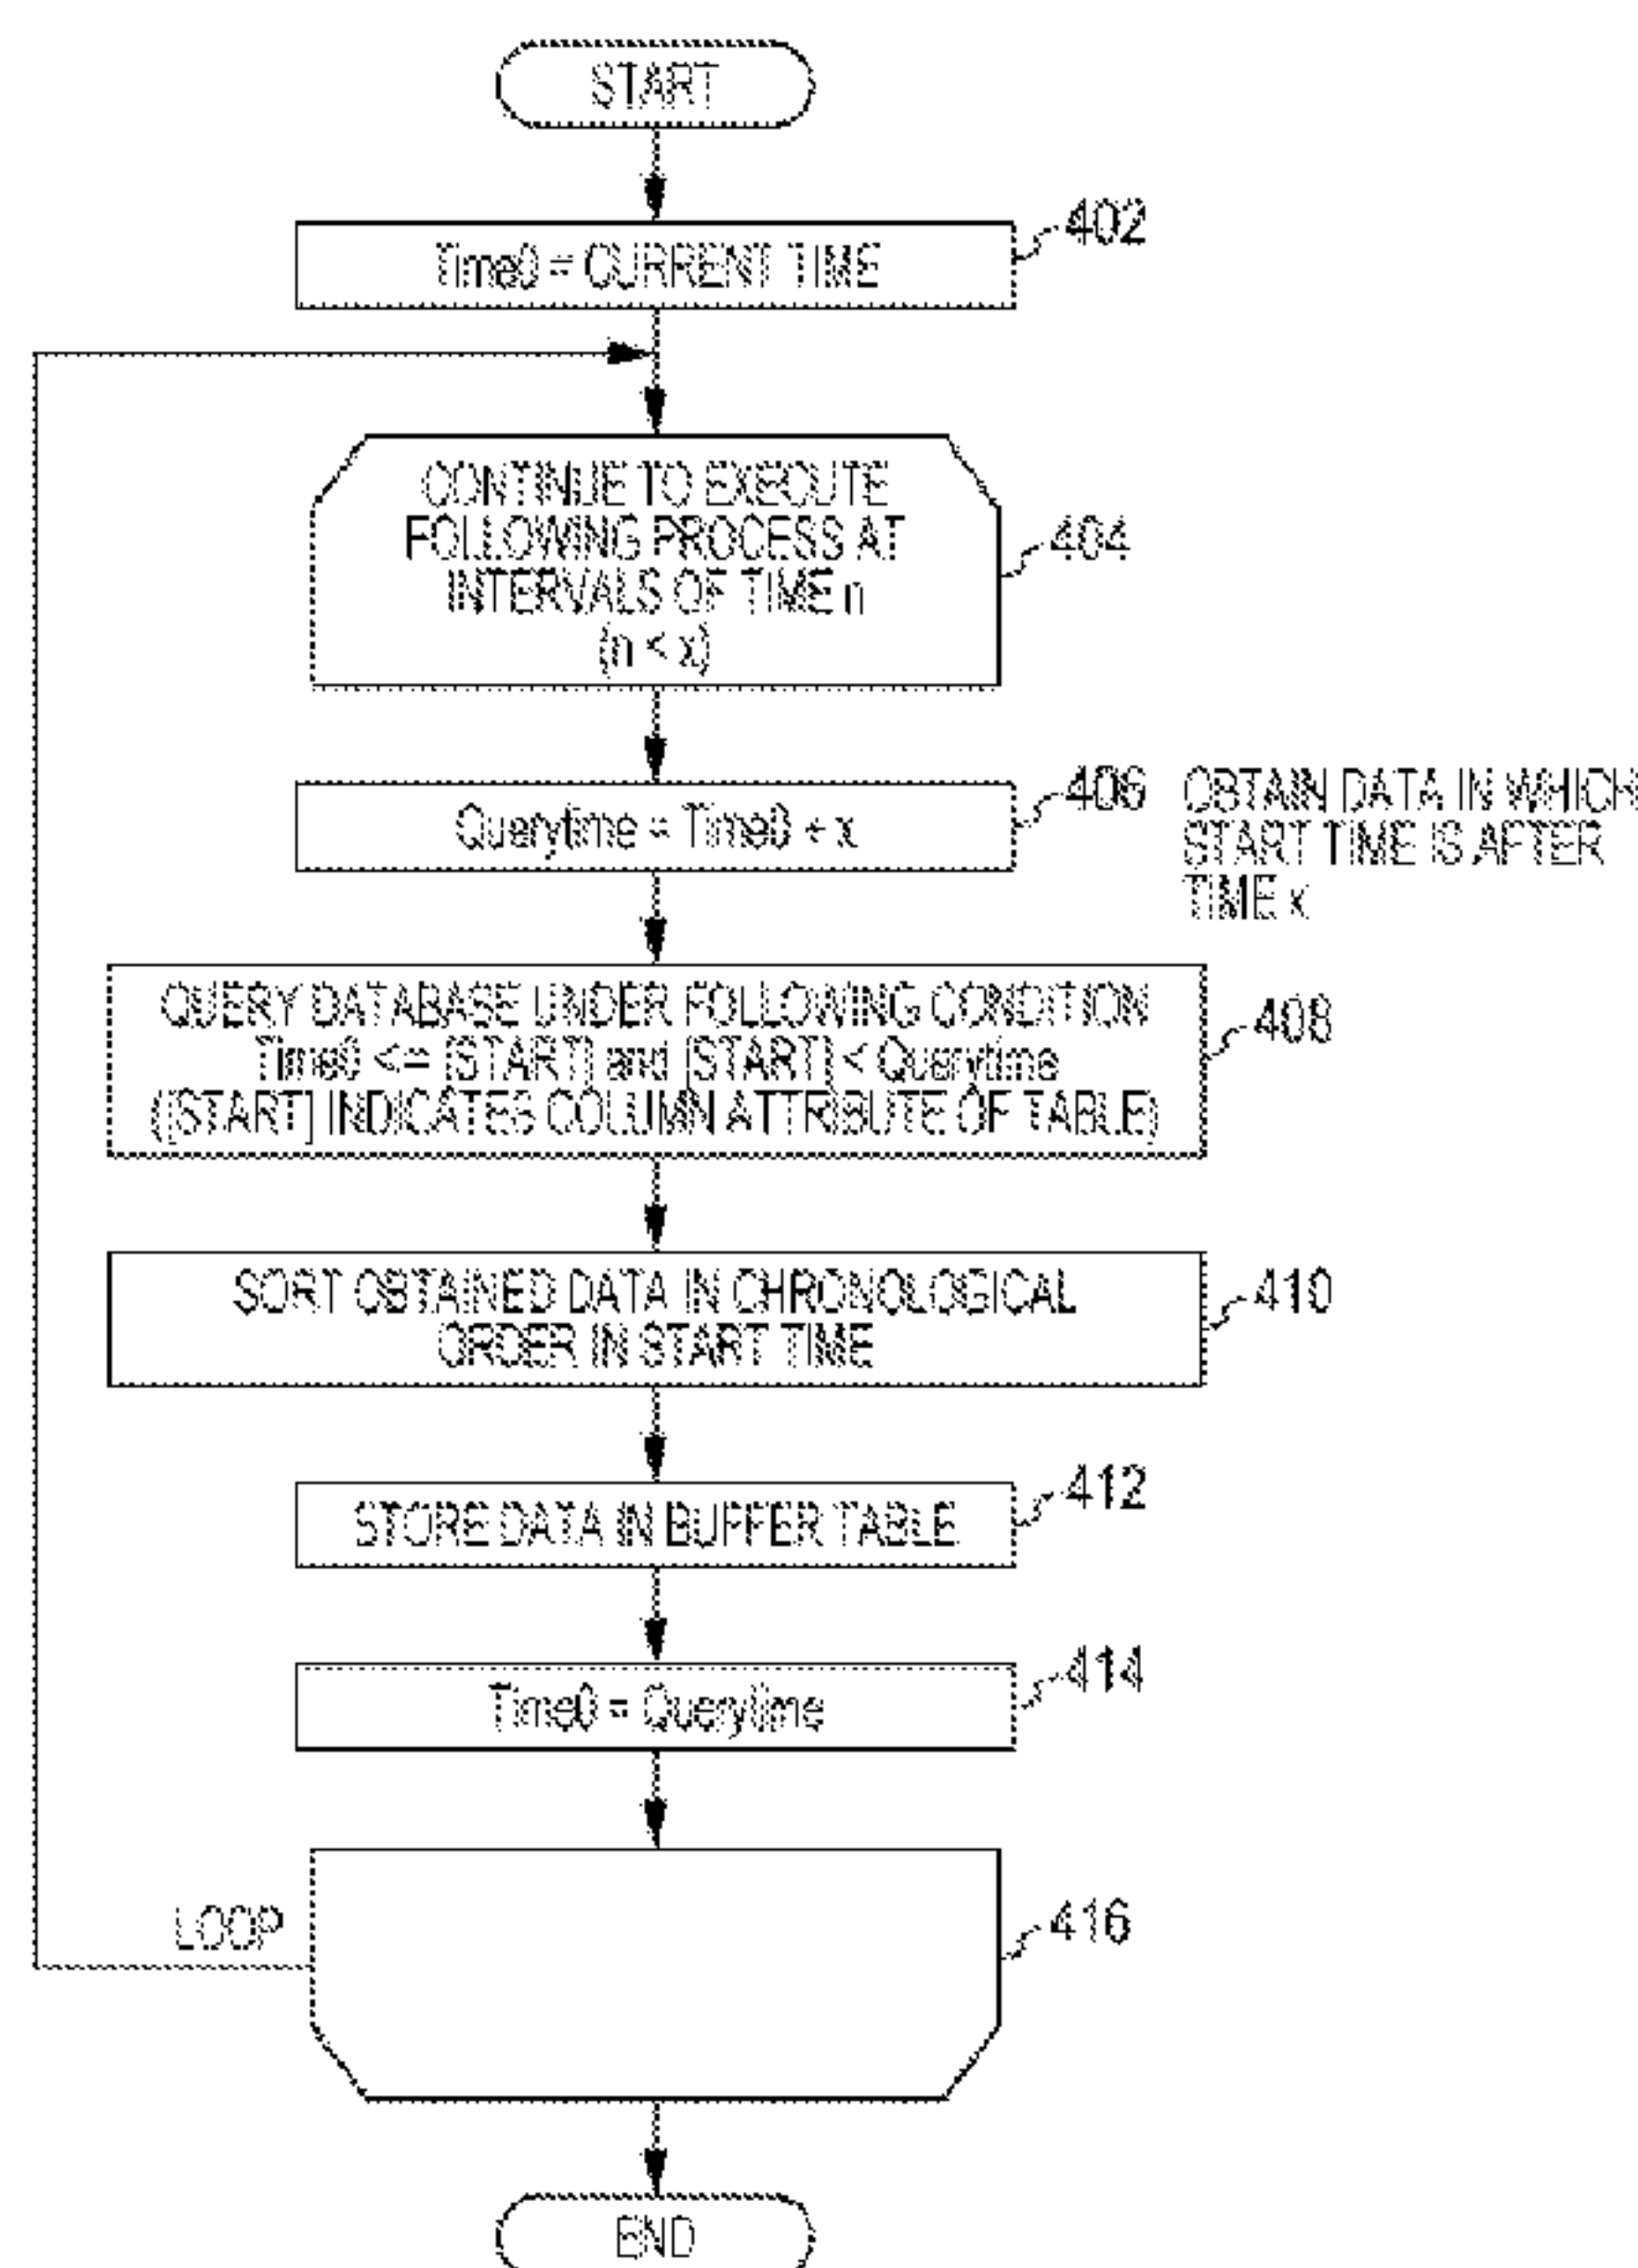 START
402
Time0 = CURRENT TIME
CONTINUE TO EXECUTE
FOLLOWING PROCESS AT
INTERVALS OF TIME n
(n < x)
404
406
Querytime = Time0 + x
OBTAIN DATA IN WHICH
START TIME IS AFTER
TIME x
QUERY DATABASE UNDER FOLLOWING CONDITION
Time0 <= [START] and [START] < Querytime
([START] INDICATES COLUMN ATTRIBUTE OF TABLE)
408
SORT OBTAINED DATA IN CHRONOLOGICAL
ORDER IN START TIME
410
412
STORE DATA IN BUFFER TABLE
414
Time0 = Querytime
LOOP
416
END